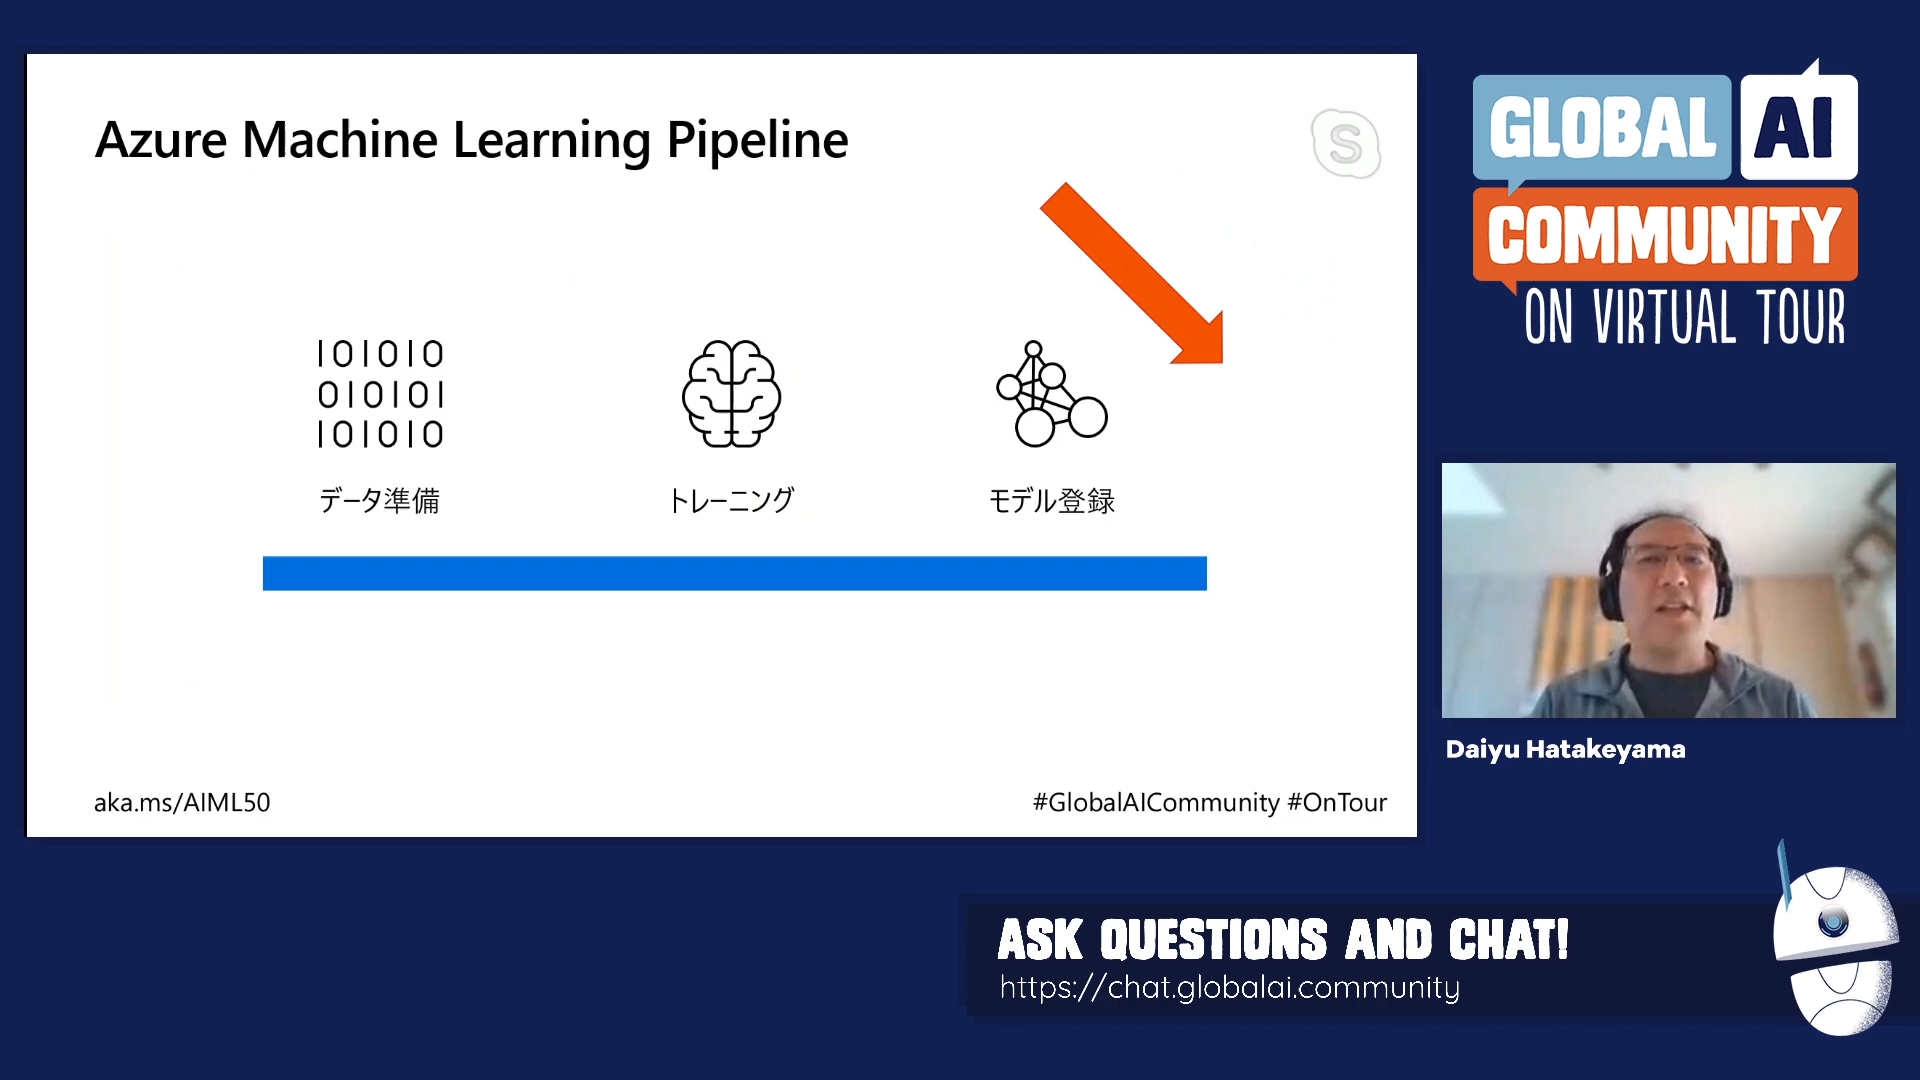 Azure Machine Learning Pipeline
S
101010
010101
101010
データ準備
トレーニング
モデル登録
aka.ms/AIML50
#GlobalAICommunity #OnTour
GLOBAL AI
COMMUNITY
ON VIRTUAL TOUR
Daiyu Hatakeyama
ASK QUESTIONS AND CHAT!
https://chat.globalai.community